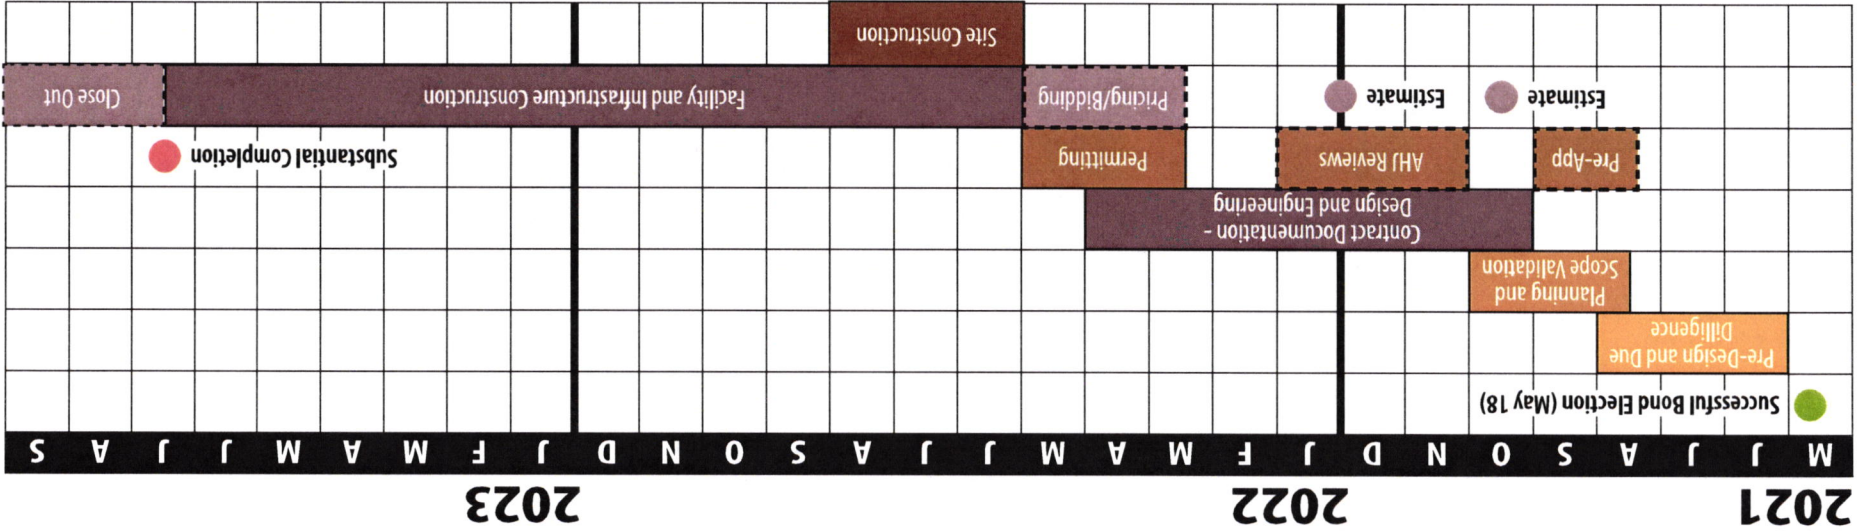 2021 2022 2023
M J J A S O N D J F M A M J J A S O N D J F M A M J J A S
Successful Bond Election (May 18)
Pre-Design and Due
Dilligence
Planning and
Scope Validation
Contract Documentation -
Design and Engineering
Pre-App
AHJ Reviews
Permitting
Substantial Completion
Estimate
Estimate
Pricing/Bidding
Facility and Infrastructure Construction
Close Out
Site Construction